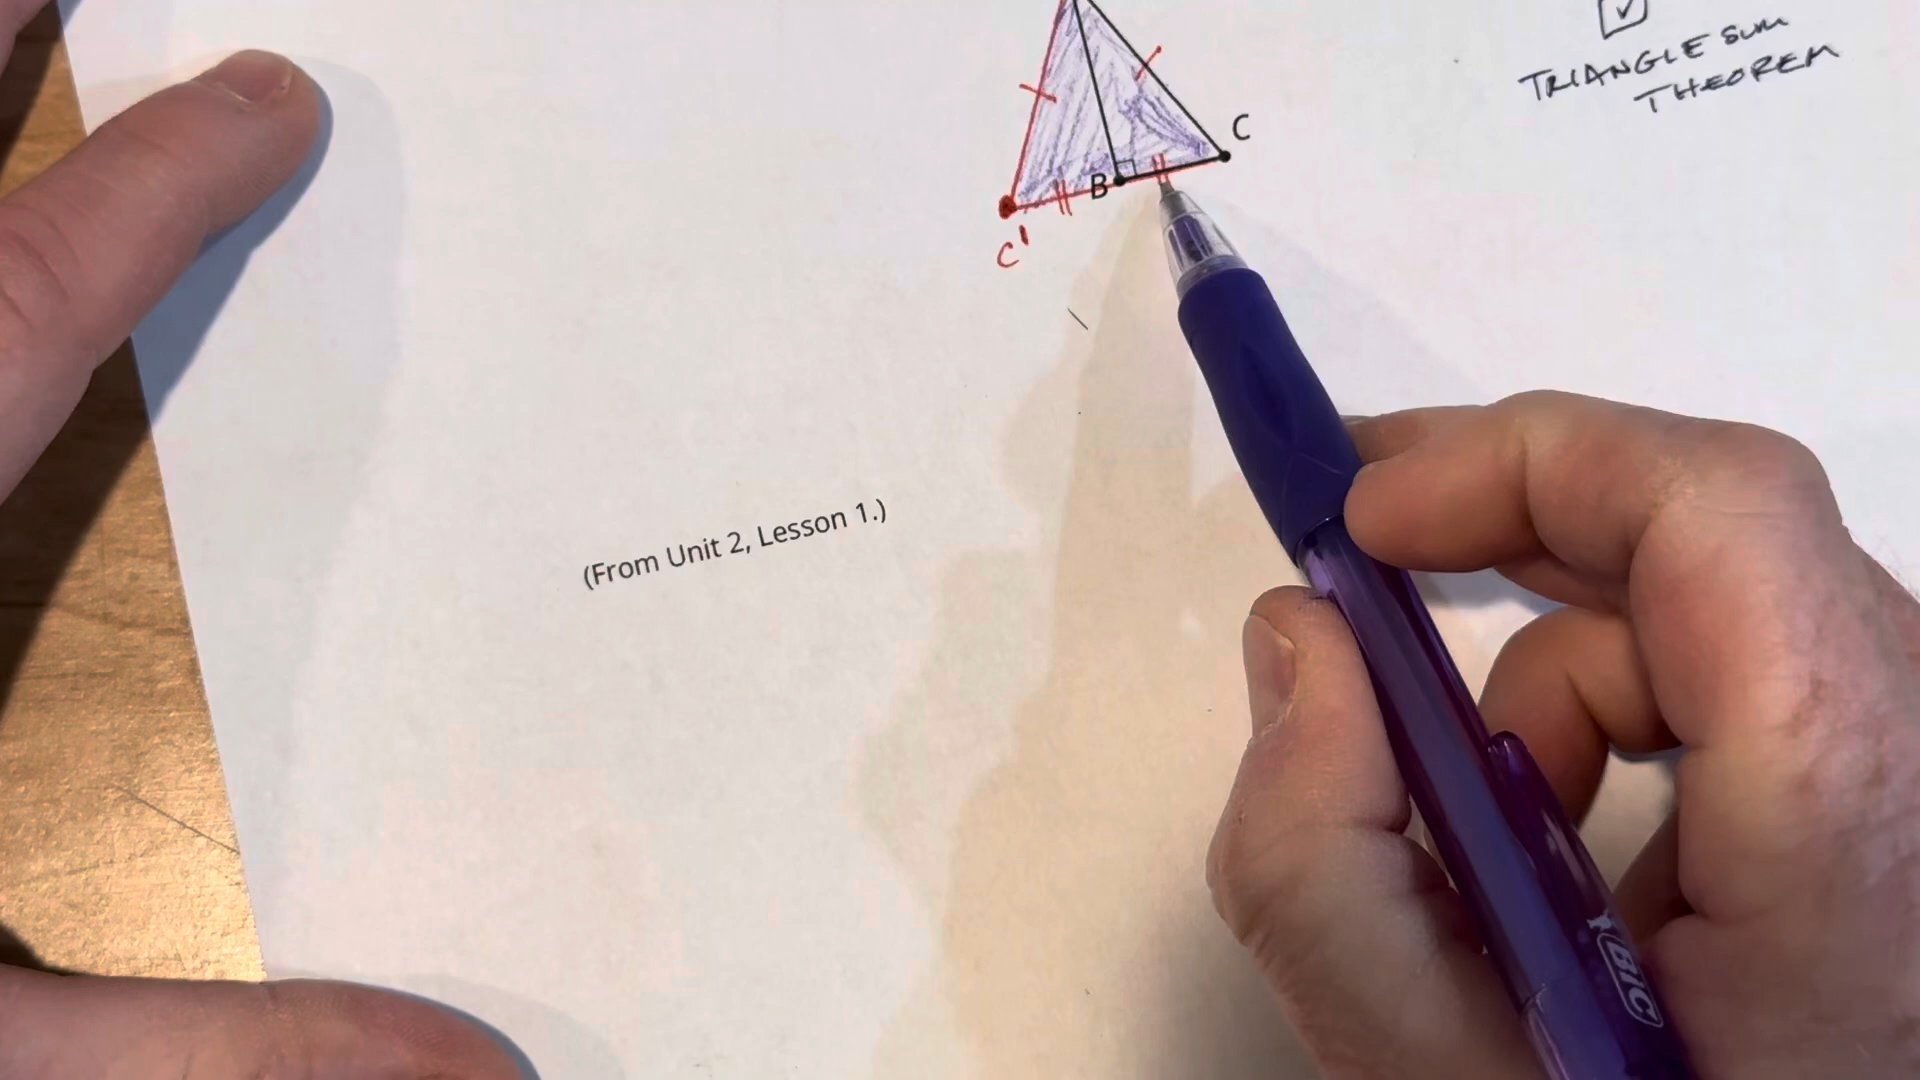 TRIANGLE SUM
THEOREM
C
B
C'
(From Unit 2, Lesson 1.)
BIC